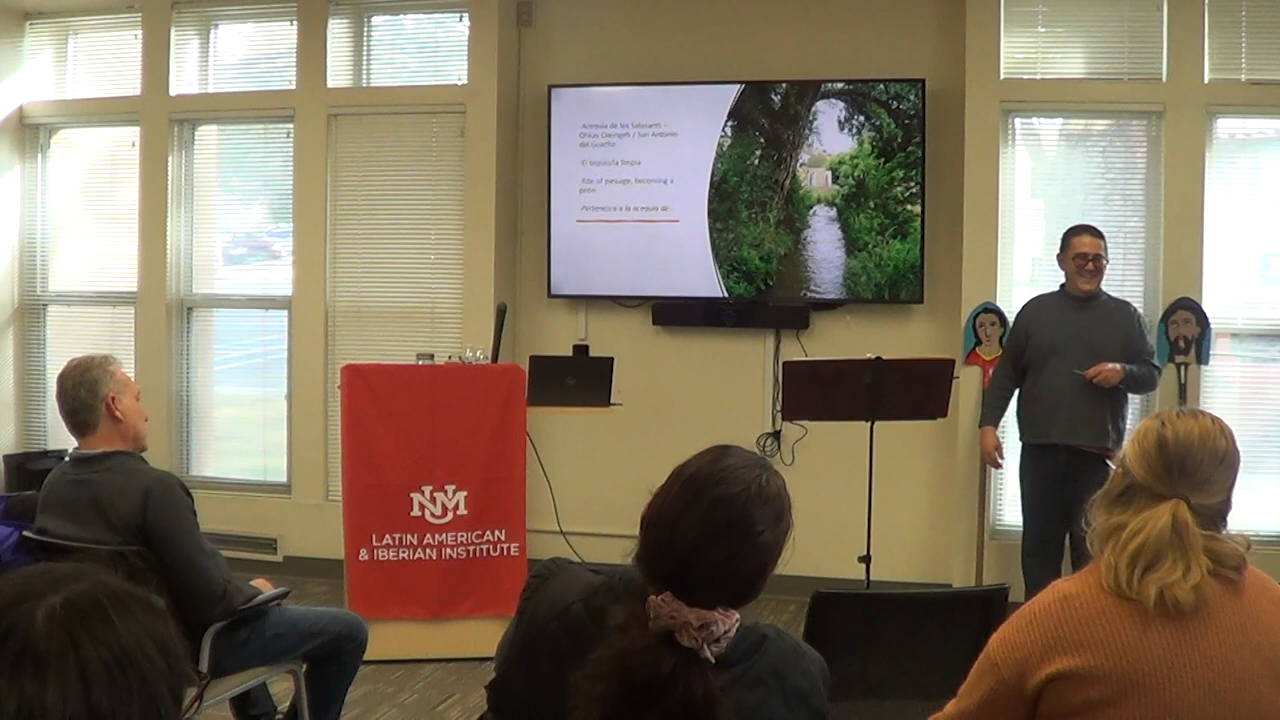 -Acequia de los Salazares –
Ohkay Owingeh / San Antonio
del Guache
-El tequio/la limpia
-Rite of passage, becoming a
peón
-Pertenezco a la acequia de…
UNM
LATIN AMERICAN
& IBERIAN INSTITUTE